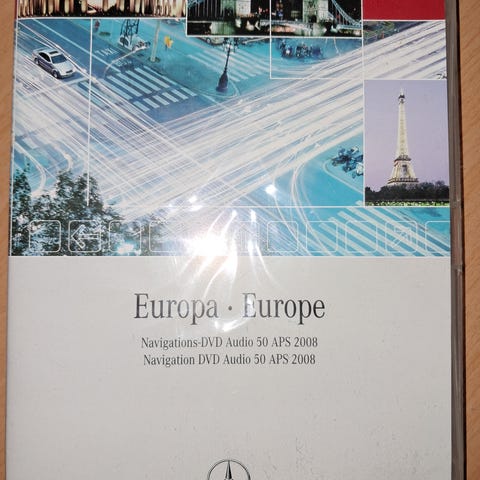 Europa · Europe
Navigations-DVD Audio 50 APS 2008
Navigation DVD Audio 50 APS 2008